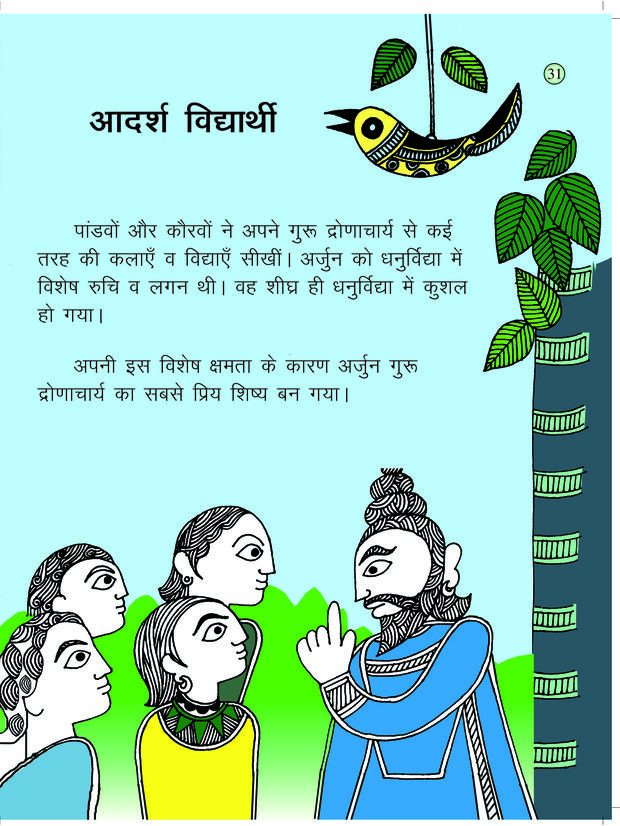 31
आदर्श विद्यार्थी
पांडवों और कौरवों ने अपने गुरू द्रोणाचार्य से कई
तरह की कलाएँ व विद्याएँ सीखीं। अर्जुन को धनुर्विद्या में
विशेष रुचि व लगन थी। वह शीघ्र ही धनुर्विद्या में कुशल
हो गया।
अपनी इस विशेष क्षमता के कारण अर्जुन गुरू
द्रोणाचार्य का सबसे प्रिय शिष्य बन गया।